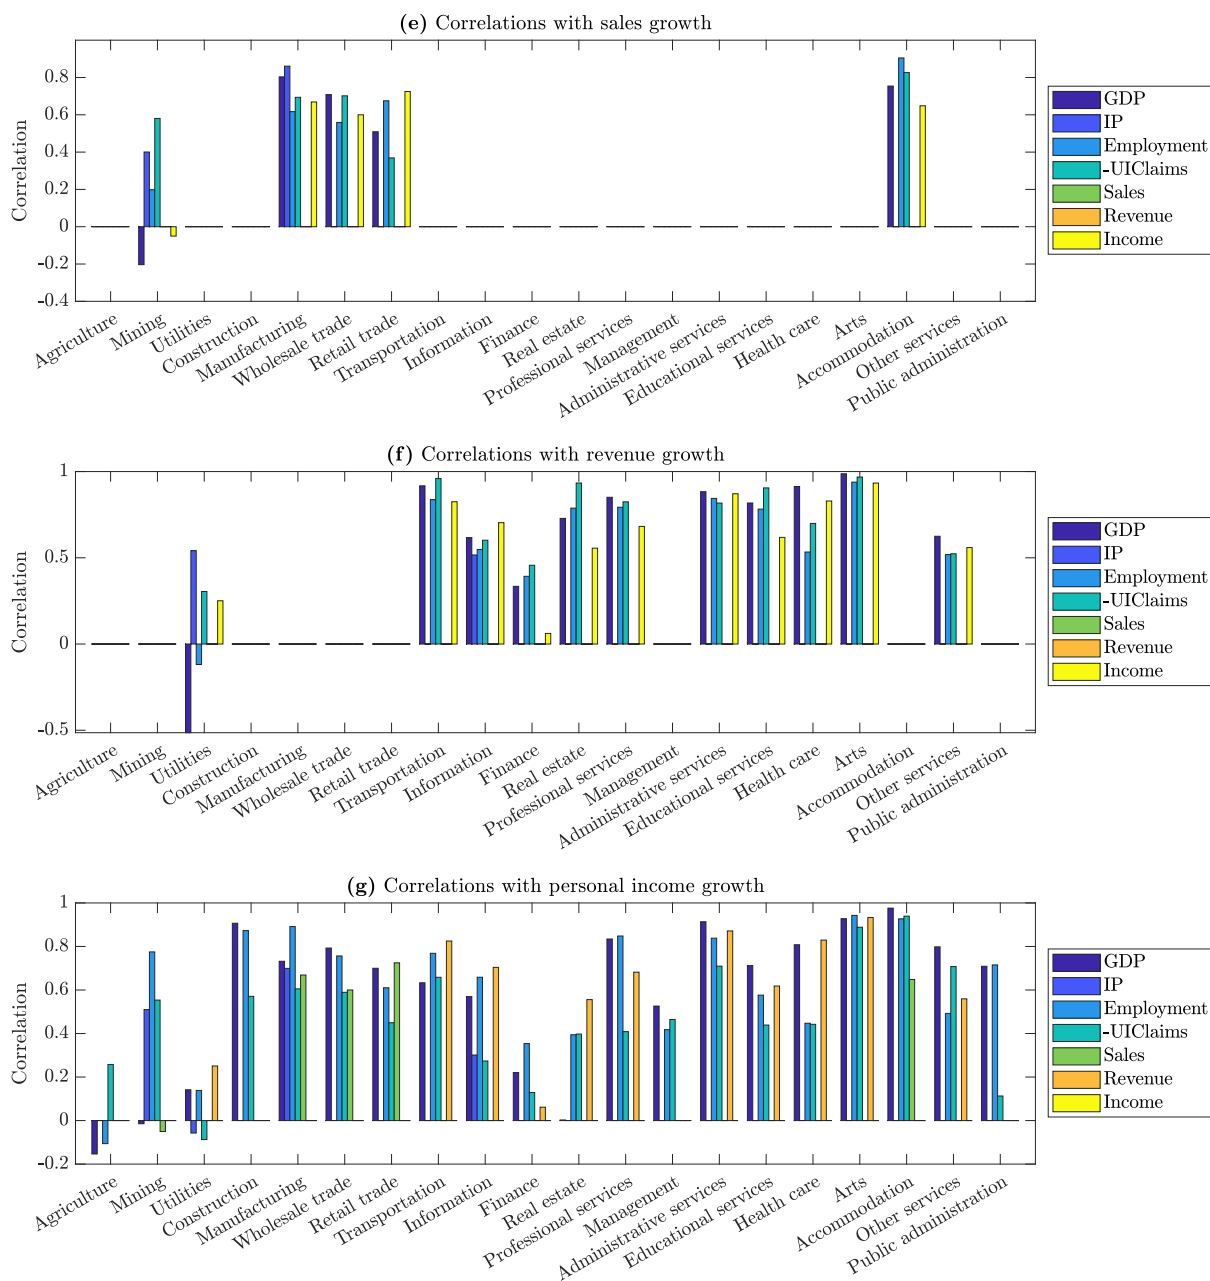 (e) Correlations with sales growth
0.8
0.6
0.4
0.2
0
-0.2
-0.4
Correlation
Agriculture
Mining
Utilities
Construction
Manufacturing
Wholesale trade
Retail trade
Transportation
Information
Finance
Real estate
Professional services
Management
Administrative services
Educational services
Health care
Arts
Accommodation
Other services
Public administration
GDP
IP
Employment
-UIClaims
Sales
Revenue
Income
(f) Correlations with revenue growth
1
0.5
0
-0.5
Correlation
Agriculture
Mining
Utilities
Construction
Manufacturing
Wholesale trade
Retail trade
Transportation
Information
Finance
Real estate
Professional services
Management
Administrative services
Educational services
Health care
Arts
Accommodation
Other services
Public administration
GDP
IP
Employment
-UIClaims
Sales
Revenue
Income
(g) Correlations with personal income growth
1
0.8
0.6
0.4
0.2
0
-0.2
Correlation
Agriculture
Mining
Utilities
Construction
Manufacturing
Wholesale trade
Retail trade
Transportation
Information
Finance
Real estate
Professional services
Management
Administrative services
Educational services
Health care
Arts
Accommodation
Other services
Public administration
GDP
IP
Employment
-UIClaims
Sales
Revenue
Income